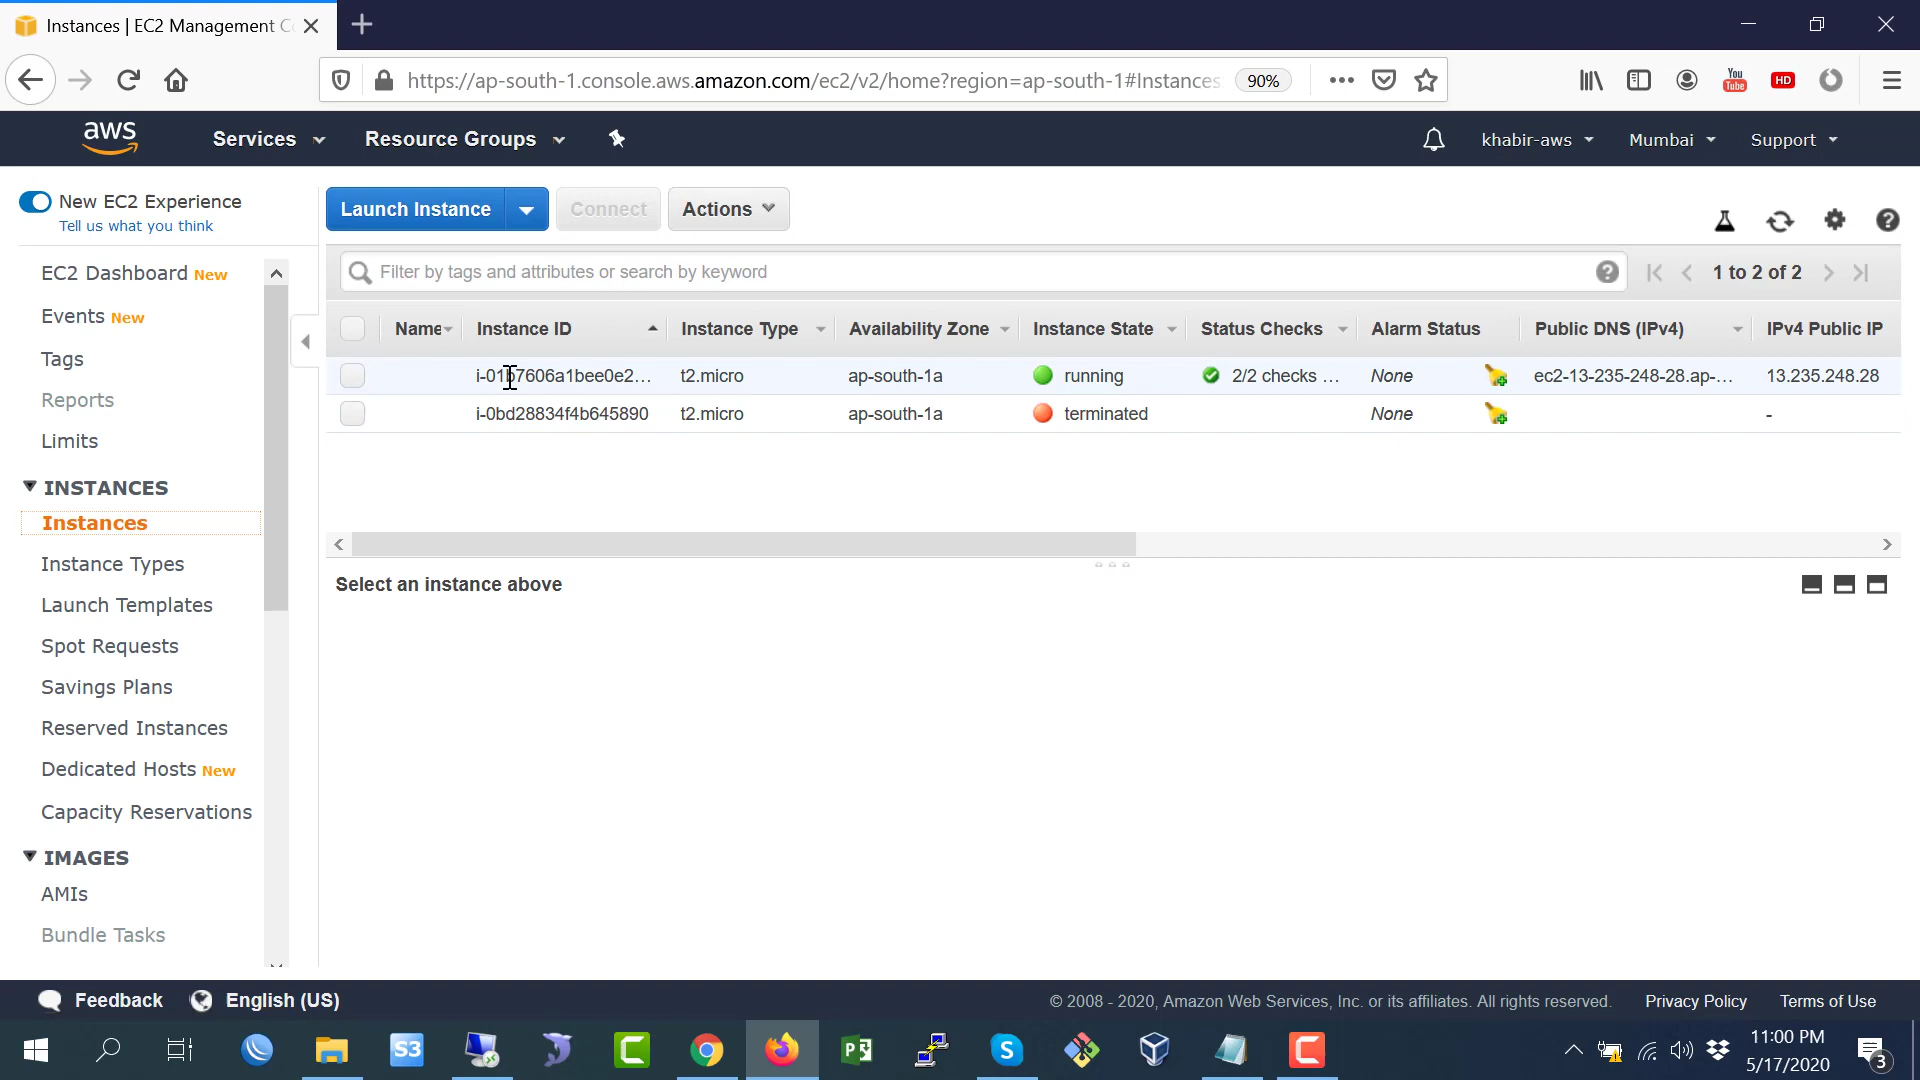 Instances | EC2 Management C
https://ap-south-1.console.aws.amazon.com/ec2/v2/home?region=ap-south-1#Instances
90%
You
Tube
HD
aws
Services
Resource Groups
khabir-aws
Mumbai
Support
New EC2 Experience
Tell us what you think
EC2 Dashboard New
Events New
Tags
Reports
Limits
INSTANCES
Instances
Instance Types
Launch Templates
Spot Requests
Savings Plans
Reserved Instances
Dedicated Hosts New
Capacity Reservations
IMAGES
AMIs
Bundle Tasks
Launch Instance
Connect
Actions
Filter by tags and attributes or search by keyword
1 to 2 of 2
Name Instance ID Instance Type Availability Zone Instance State Status Checks Alarm Status Public DNS (IPv4) IPv4 Public IP
i-01b7606a1bee0e2... t2.micro ap-south-1a running 2/2 checks ... None ec2-13-235-248-28.ap-... 13.235.248.28
i-0bd28834f4b645890 t2.micro ap-south-1a terminated None -
Select an instance above
Feedback
English (US)
© 2008 - 2020, Amazon Web Services, Inc. or its affiliates. All rights reserved.
Privacy Policy
Terms of Use
S3
C
P3
S
C
11:00 PM
5/17/2020
3